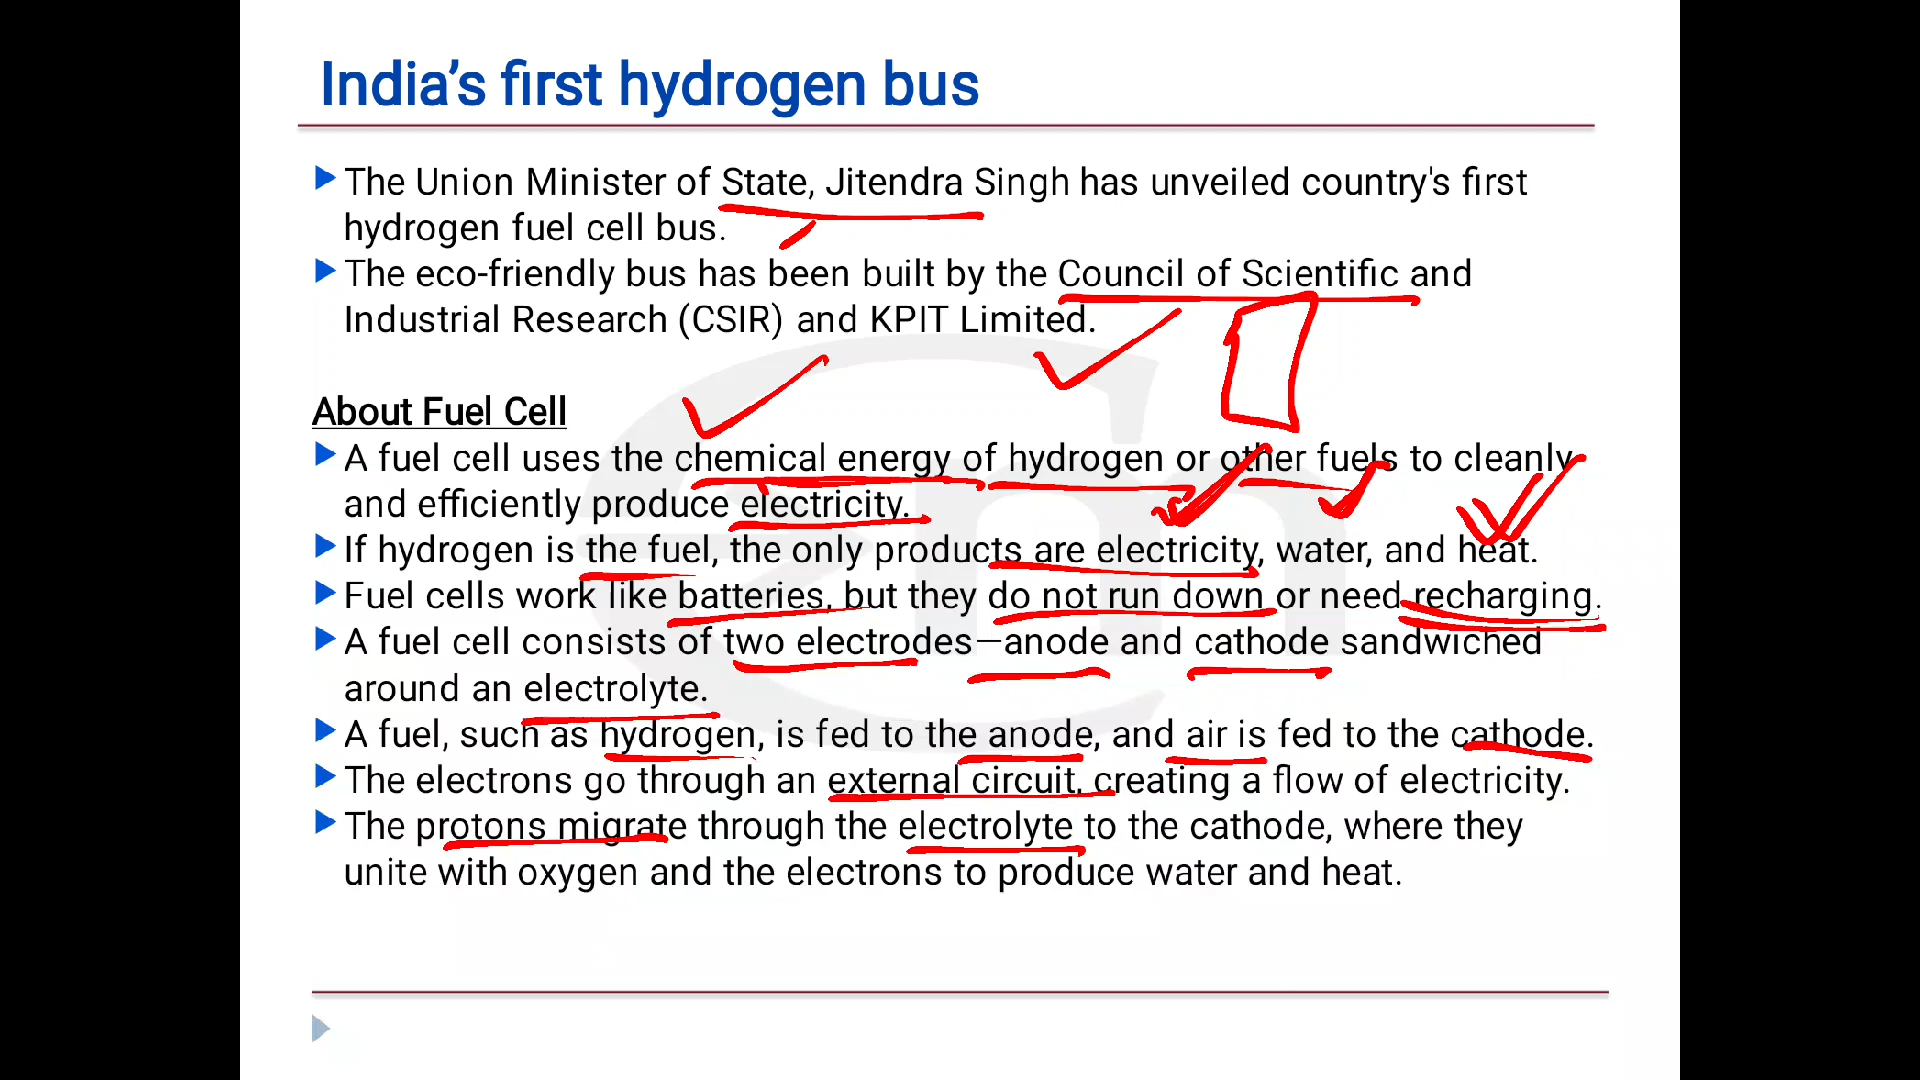 India’s first hydrogen bus
The Union Minister of State, Jitendra Singh has unveiled country's first
hydrogen fuel cell bus.
The eco-friendly bus has been built by the Council of Scientific and
Industrial Research (CSIR) and KPIT Limited.
About Fuel Cell
A fuel cell uses the chemical energy of hydrogen or other fuels to cleanly
and efficiently produce electricity.
If hydrogen is the fuel, the only products are electricity, water, and heat.
Fuel cells work like batteries, but they do not run down or need recharging.
A fuel cell consists of two electrodes—anode and cathode sandwiched
around an electrolyte.
A fuel, such as hydrogen, is fed to the anode, and air is fed to the cathode.
The electrons go through an external circuit, creating a flow of electricity.
The protons migrate through the electrolyte to the cathode, where they
unite with oxygen and the electrons to produce water and heat.